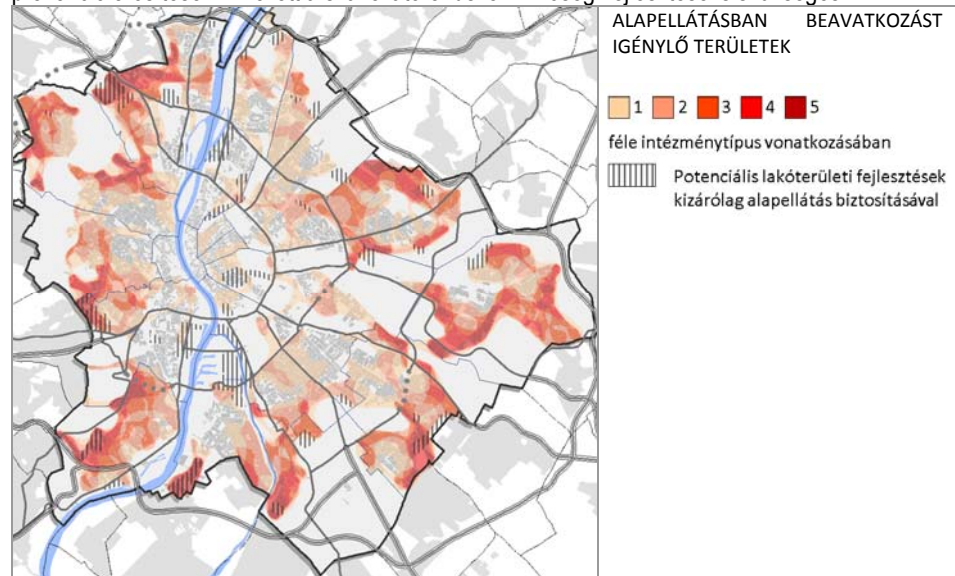 ALAPELLÁTÁSBAN BEAVATKOZÁST
IGÉNYLŐ TERÜLETEK
1 2 3 4 5
féle intézménytípus vonatkozásában
Potenciális lakóterületi fejlesztések
kizárólag alapellátás biztosításával